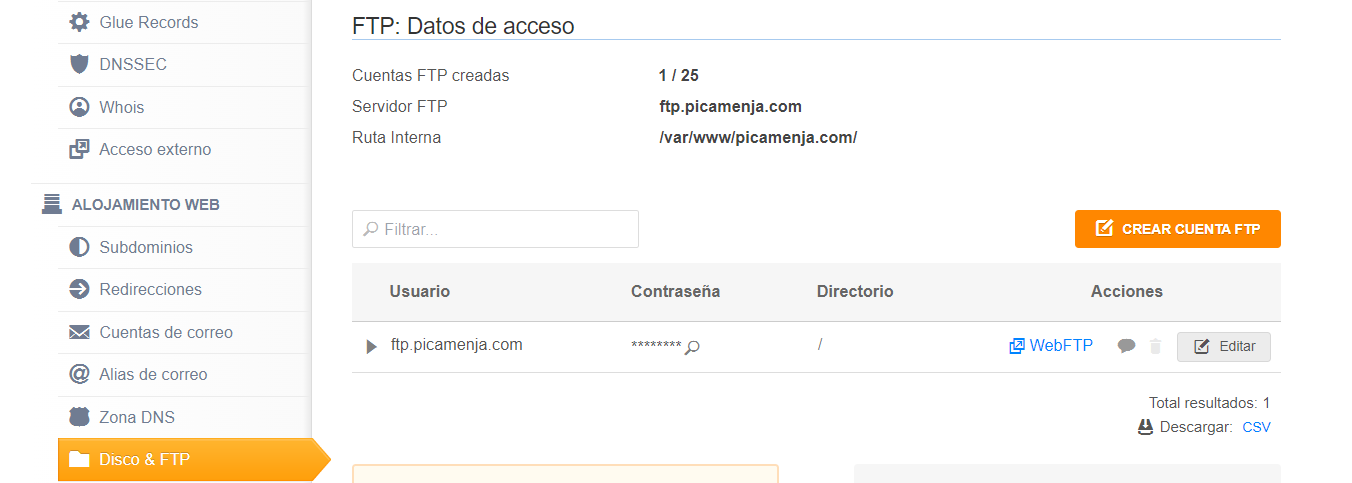 Glue Records
DNSSEC
Whois
Acceso externo
ALOJAMIENTO WEB
Subdominios
Redirecciones
Cuentas de correo
Alias de correo
Zona DNS
Disco & FTP
FTP: Datos de acceso
Cuentas FTP creadas 1 / 25
Servidor FTP ftp.picamenja.com
Ruta Interna /var/www/picamenja.com/
Filtrar...
CREAR CUENTA FTP
Usuario Contraseña Directorio Acciones
ftp.picamenja.com ******** / WebFTP Editar
Total resultados: 1
Descargar: CSV